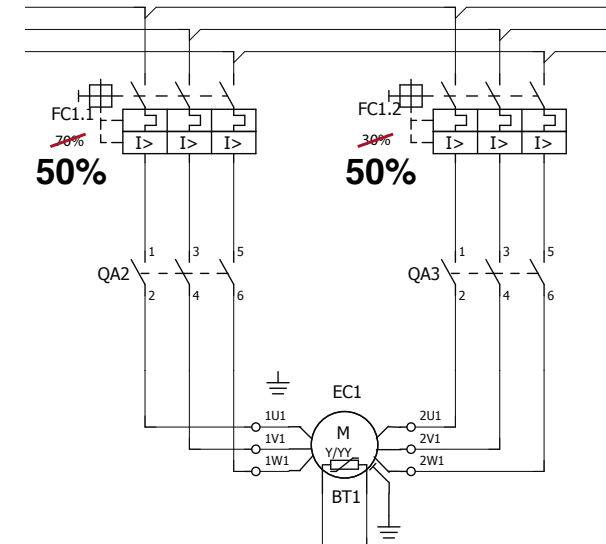 FC1.1
70%
50%
I> I> I>
FC1.2
30%
50%
I> I> I>
QA2
1 3 5
2 4 6
QA3
1 3 5
2 4 6
EC1
1U1
1V1
1W1
M
Y/YY
2U1
2V1
2W1
BT1